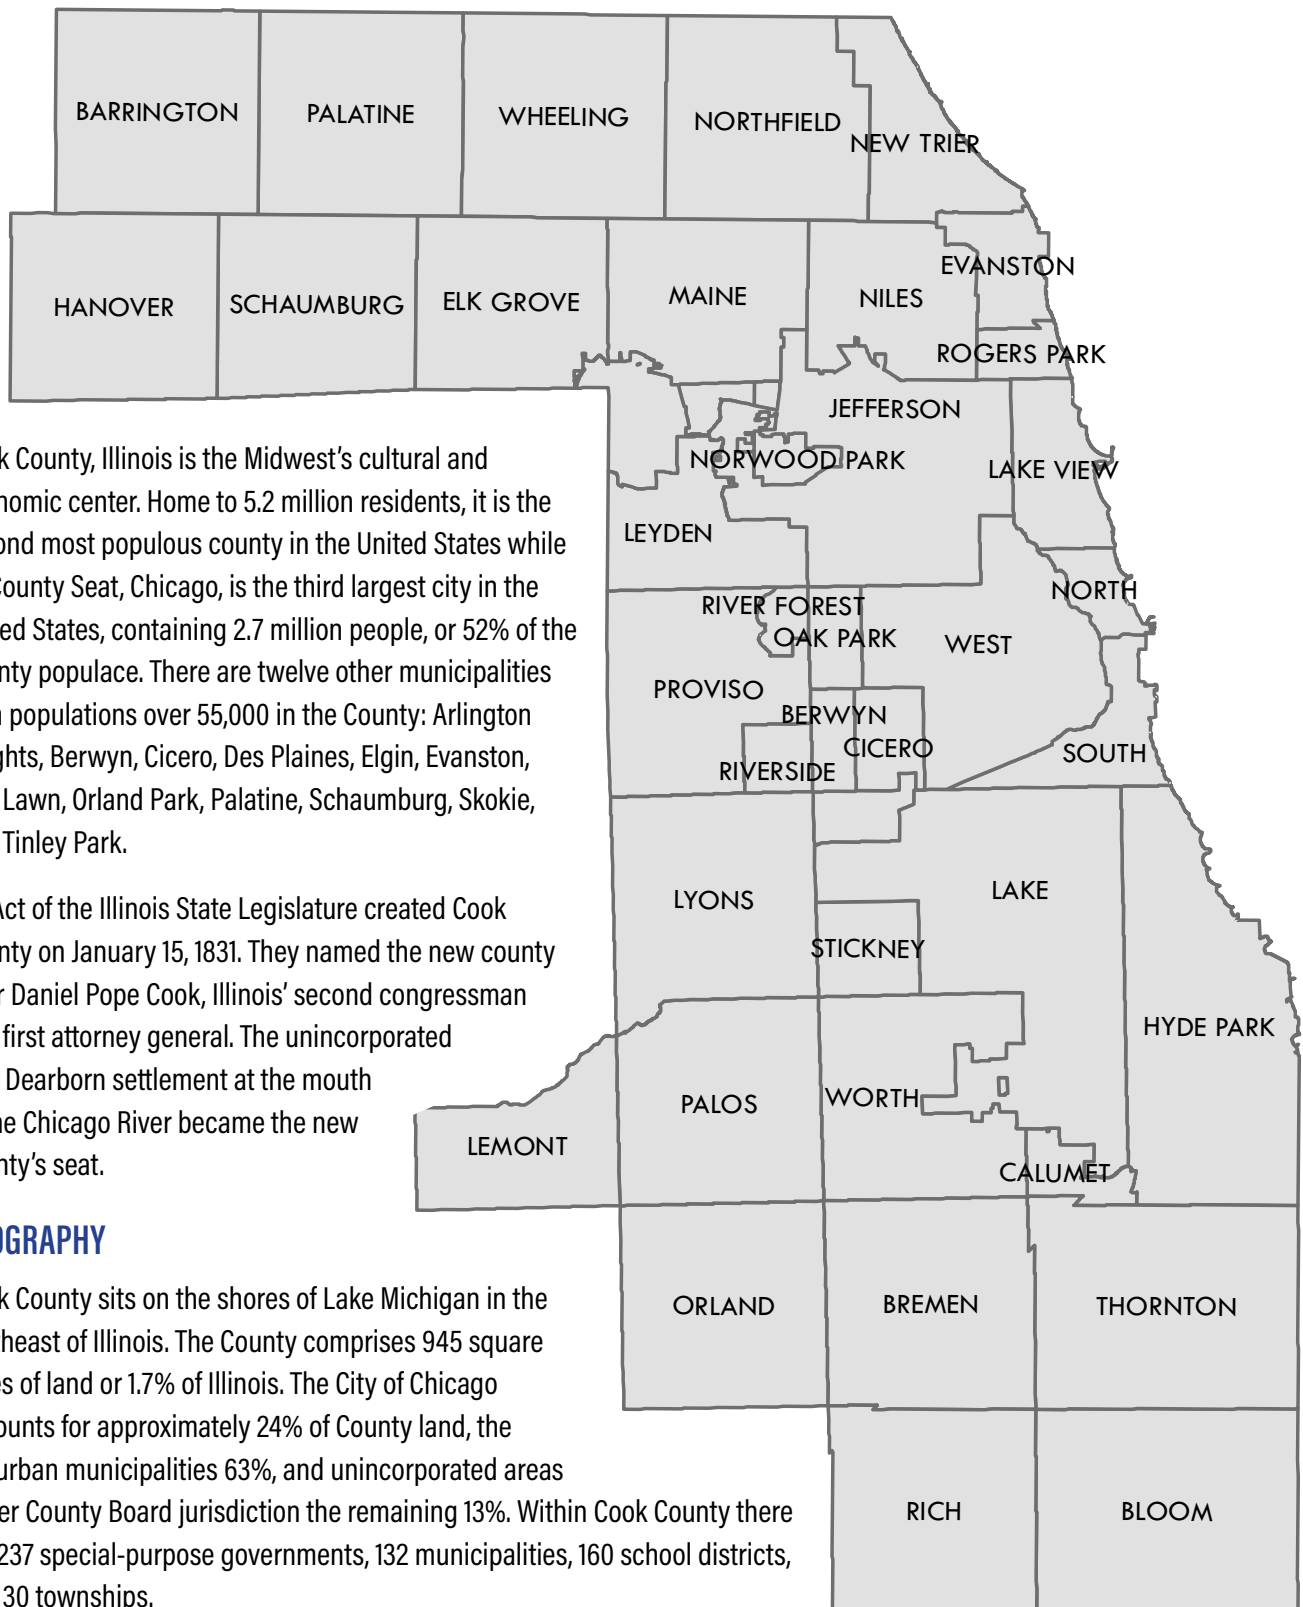 BARRINGTON
PALATINE
WHEELING
NORTHFIELD
NEW TRIER
EVANSTON
HANOVER
SCHAUMBURG
ELK GROVE
MAINE
NILES
ROGERS PARK
JEFFERSON
NORWOOD PARK
LAKE VIEW
LEYDEN
NORTH
RIVER FOREST
OAK PARK
WEST
PROVISO
BERWYN
CICERO
RIVERSIDE
SOUTH
LYONS
LAKE
STICKNEY
HYDE PARK
PALOS
WORTH
LEMONT
CALUMET
ORLAND
BREMEN
THORNTON
RICH
BLOOM
k County, Illinois is the Midwest’s cultural and
nomic center. Home to 5.2 million residents, it is the
ond most populous county in the United States while
County Seat, Chicago, is the third largest city in the
ed States, containing 2.7 million people, or 52% of the
nty populace. There are twelve other municipalities
populations over 55,000 in the County: Arlington
ghts, Berwyn, Cicero, Des Plaines, Elgin, Evanston,
Lawn, Orland Park, Palatine, Schaumburg, Skokie,
Tinley Park.
Act of the Illinois State Legislature created Cook
nty on January 15, 1831. They named the new county
r Daniel Pope Cook, Illinois’ second congressman
first attorney general. The unincorporated
Dearborn settlement at the mouth
ne Chicago River became the new
nty’s seat.
OGRAPHY
k County sits on the shores of Lake Michigan in the
theast of Illinois. The County comprises 945 square
es of land or 1.7% of Illinois. The City of Chicago
ounts for approximately 24% of County land, the
urban municipalities 63%, and unincorporated areas
er County Board jurisdiction the remaining 13%. Within Cook County there
237 special-purpose governments, 132 municipalities, 160 school districts,
30 townships.